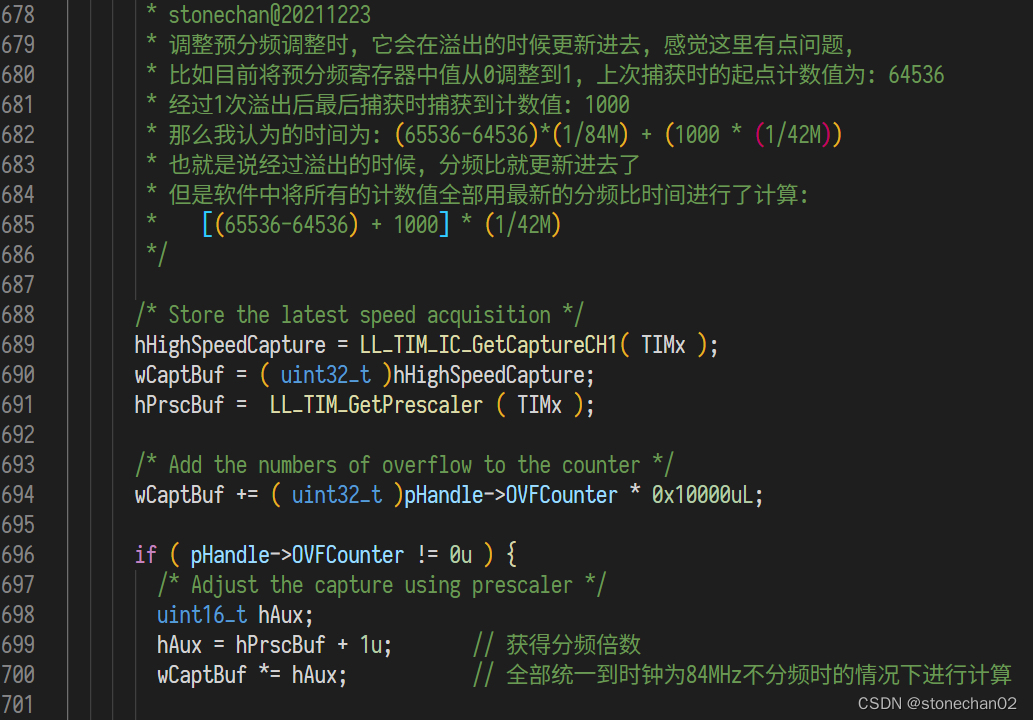 678 * stonechan@20211223
679 * 调整预分频调整时，它会在溢出的时候更新进去，感觉这里有点问题，
680 * 比如目前将预分频寄存器中值从0调整到1，上次捕获时的起点计数值为：64536
681 * 经过1次溢出后最后捕获时捕获到计数值：1000
682 * 那么我认为的时间为：(65536-64536)*(1/84M) + (1000 * (1/42M))
683 * 也就是说经过溢出的时候，分频比就更新进去了
684 * 但是软件中将所有的计数值全部用最新的分频比时间进行了计算：
685 * [(65536-64536) + 1000] * (1/42M)
686 */
687
688 /* Store the latest speed acquisition */
689 hHighSpeedCapture = LL_TIM_IC_GetCaptureCH1( TIMx );
690 wCaptBuf = ( uint32_t )hHighSpeedCapture;
691 hPrscBuf = LL_TIM_GetPrescaler ( TIMx );
692
693 /* Add the numbers of overflow to the counter */
694 wCaptBuf += ( uint32_t )pHandle->OVFCounter * 0x10000uL;
695
696 if ( pHandle->OVFCounter != 0u ) {
697 /* Adjust the capture using prescaler */
698 uint16_t hAux;
699 hAux = hPrscBuf + 1u; // 获得分频倍数
700 wCaptBuf *= hAux; // 全部统一到时钟为84MHz不分频时的情况下进行计算
701
CSDN @stonechan02